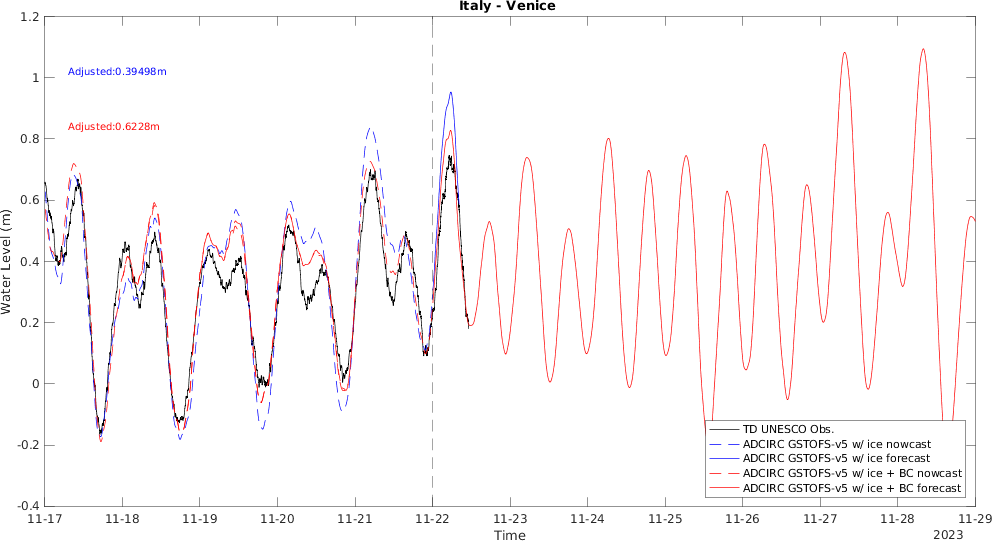 Italy - Venice
1.2
1
0.8
0.6
0.4
0.2
0
-0.2
-0.4
Water Level (m)
Adjusted:0.39498m
Adjusted:0.6228m
TD UNESCO Obs.
ADCIRC GSTOFS-v5 w/ ice nowcast
ADCIRC GSTOFS-v5 w/ ice forecast
ADCIRC GSTOFS-v5 w/ ice + BC nowcast
ADCIRC GSTOFS-v5 w/ ice + BC forecast
11-17 11-18 11-19 11-20 11-21 11-22 11-23 11-24 11-25 11-26 11-27 11-28 11-29
Time
2023